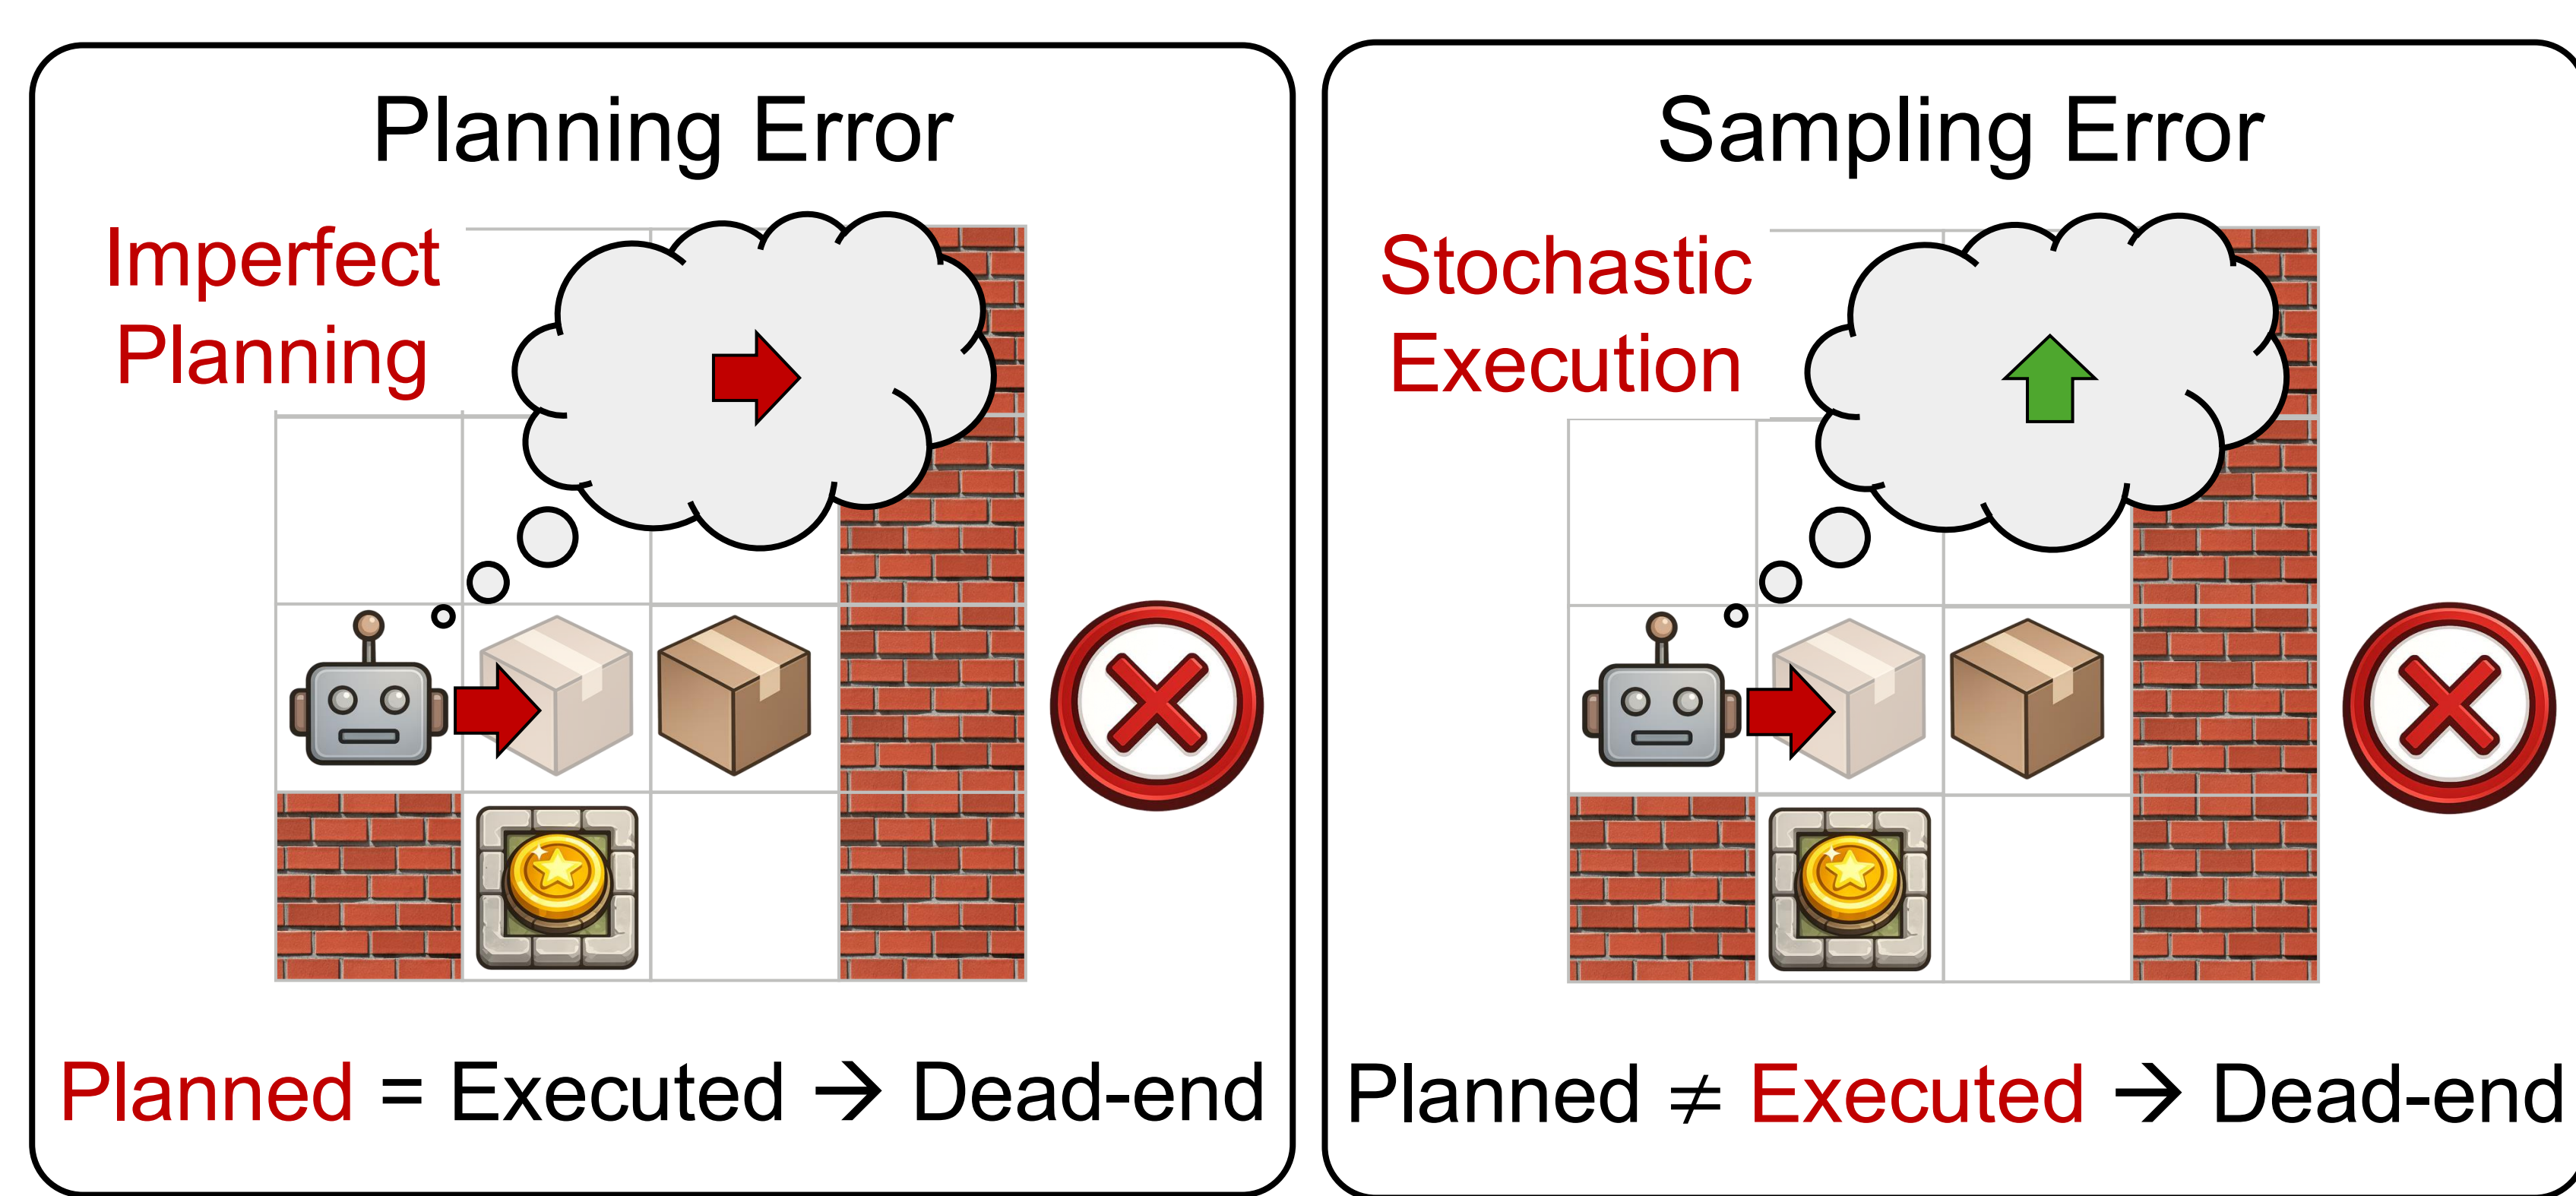 Planning Error
Imperfect
Planning
Planned = Executed → Dead-end
Sampling Error
Stochastic
Execution
Planned ≠ Executed → Dead-end